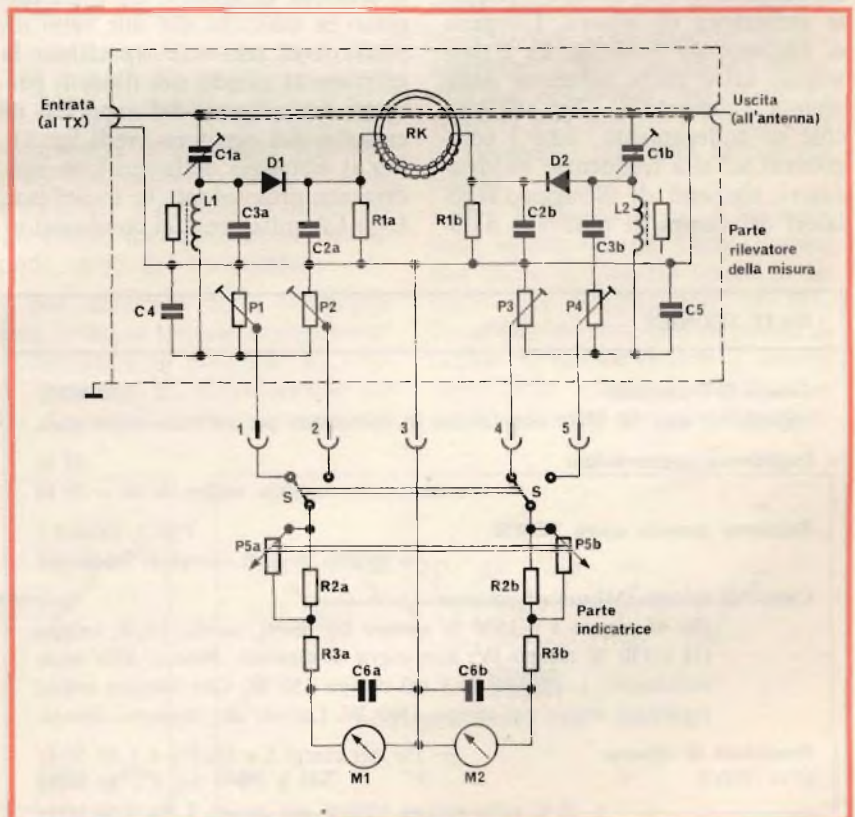 Entrata
(al TX)
Uscita
(all'antenna)
RK
C1a
C1b
D1
D2
L1
C3a
C2a
R1a
R1b
C2b
C3b
L2
Parte
rilevatore
della misura
C4
P1
P2
P3
P4
C5
1
2
3
4
5
S
S
P5a
P5b
R2a
R2b
Parte
indicatrice
R3a
R3b
C6a
C6b
M1
M2